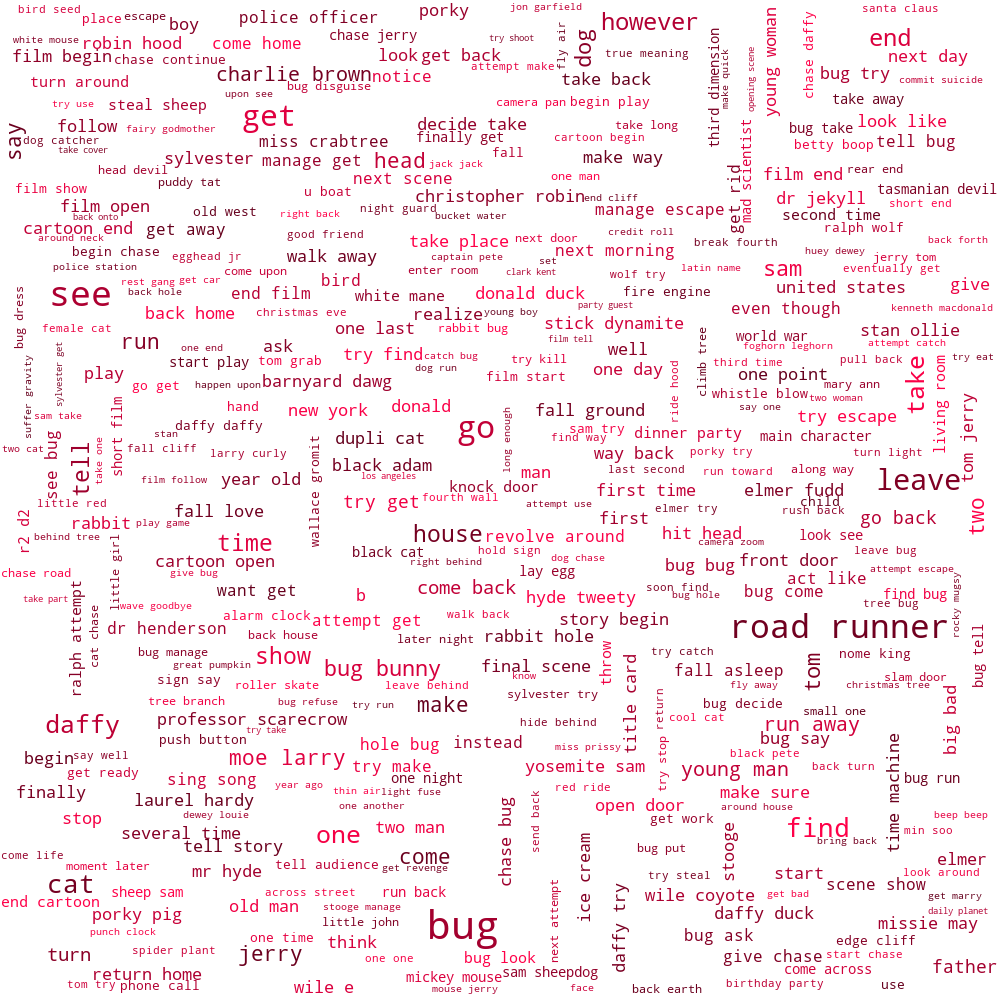 bird seed
place
escape
boy
police officer
porky
jon garfield
santa claus
white mouse
robin hood
come home
chase jerry
try shoot
fly air
dog
however
true meaning
third dimension
make quick
opening scene
young woman
chase daffy
end
next day
film begin
chase continue
look
get back
notice
attempt make
take back
bug try
commit suicide
turn around
charlie brown
bug disguise
upon see
camera pan
begin play
take away
try use
steal sheep
get
decide take
take long
bug take
look like
say
follow
fairy godmother
miss crabtree
finally get
cartoon begin
betty boop
tell bug
dog catcher
take cover
sylvester
manage get
head
jack jack
fall
make way
mad scientist
get rid
film end
rear end
head devil
puddy tat
next scene
one man
tasmanian devil
film show
u boat
christopher robin
end cliff
dr jekyll
short end
film open
back onto
old west
right back
night guard
bucket water
manage escape
second time
cartoon end
get away
good friend
credit roll
ralph wolf
around neck
take place
next door
next morning
break fourth
back forth
begin chase
egghead jr
walk away
captain pete
set
huey dewey
jerry tom
police station
come upon
enter room
clark kent
wolf try
latin name
sam
eventually get
rest gang
get car
bird
fire engine
united states
give
see
back hole
end film
white mane
donald duck
party guest
bug dress
back home
christmas eve
realize
young boy
even though
kenneth macdonald
female cat
one last
rabbit bug
stick dynamite
film tell
world war
stan ollie
run
one end
ask
well
foghorn leghorn
attempt catch
start play
tom grab
try find
catch bug
try kill
one day
climb tree
third time
pull back
try eat
suffer gravity
sylvester get
play
go get
happen upon
barnyard dawg
dog run
film start
one point
mary ann
take
living room
sam take
short film
hand
new york
donald
fall ground
ride hood
whistle blow
two woman
say one
try escape
daffy daffy
go
sam try
dinner party
two cat
see bug
tell
take one
fall cliff
stan
larry curly
dupli cat
long enough
find way
way back
porky try
main character
turn light
tom jerry
film follow
year old
wallace gromit
black adam
los angeles
man
last second
run toward
along way
leave
little red
knock door
try get
fourth wall
attempt use
first time
elmer fudd
child
r2 d2
rabbit
play game
fall love
first
elmer try
rush back
go back
two
behind tree
time
house
revolve around
hit head
camera zoom
look see
cartoon open
black cat
right behind
hold sign
dog chase
bug bug
front door
leave bug
chase road
little girl
give bug
lay egg
soon find
act like
attempt escape
take part
want get
b
come back
hyde tweety
bug hole
bug come
find bug
wave goodbye
alarm clock
attempt get
walk back
story begin
tree bug
rocky mugsy
dr henderson
back house
later night
rabbit hole
road runner
cat chase
ralph attempt
bug manage
show
try catch
nome king
bug tell
great pumpkin
bug bunny
final scene
know
throw
fall asleep
tom
slam door
sign say
roller skate
leave behind
fly away
christmas tree
tree branch
bug refuse
try run
make
sylvester try
title card
try stop return
bug decide
small one
daffy
professor scarecrow
hide behind
cool cat
run away
big bad
try take
push button
hole bug
instead
miss prissy
bug say
begin
say well
moe larry
black pete
time machine
get ready
try make
yosemite sam
young man
back turn
sing song
one night
bug run
finally
year ago
thin air
light fuse
red ride
make sure
laurel hardy
one another
open door
around house
stop
dewey louie
get work
beep beep
several time
one
two man
send back
find
min soo
tell story
chase bug
bring back
come life
come
bug put
stooge
elmer
moment later
mr hyde
tell audience
get revenge
try steal
start
look around
cat
scene show
sheep sam
across street
run back
ice cream
wile coyote
get bad
get marry
end cartoon
old man
stooge manage
daily planet
porky pig
little john
daffy duck
missie may
punch clock
bug
next attempt
daffy try
one time
think
bug ask
edge cliff
turn
spider plant
jerry
one one
bug look
give chase
start chase
return home
mickey mouse
sam sheepdog
come across
father
tom try
phone call
wile e
mouse jerry
face
back earth
birthday party
use